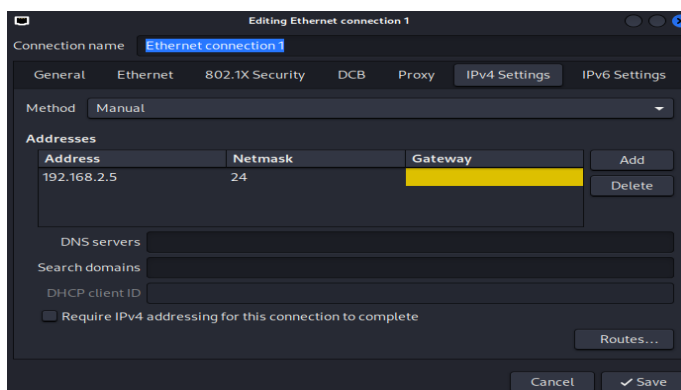 Editing Ethernet connection 1
Connection name Ethernet connection 1
General Ethernet 802.1X Security DCB Proxy IPv4 Settings IPv6 Settings
Method Manual
Addresses
Address Netmask Gateway Add
192.168.2.5 24
Delete
DNS servers
Search domains
DHCP client ID
Require IPv4 addressing for this connection to complete
Routes...
Cancel ✓ Save